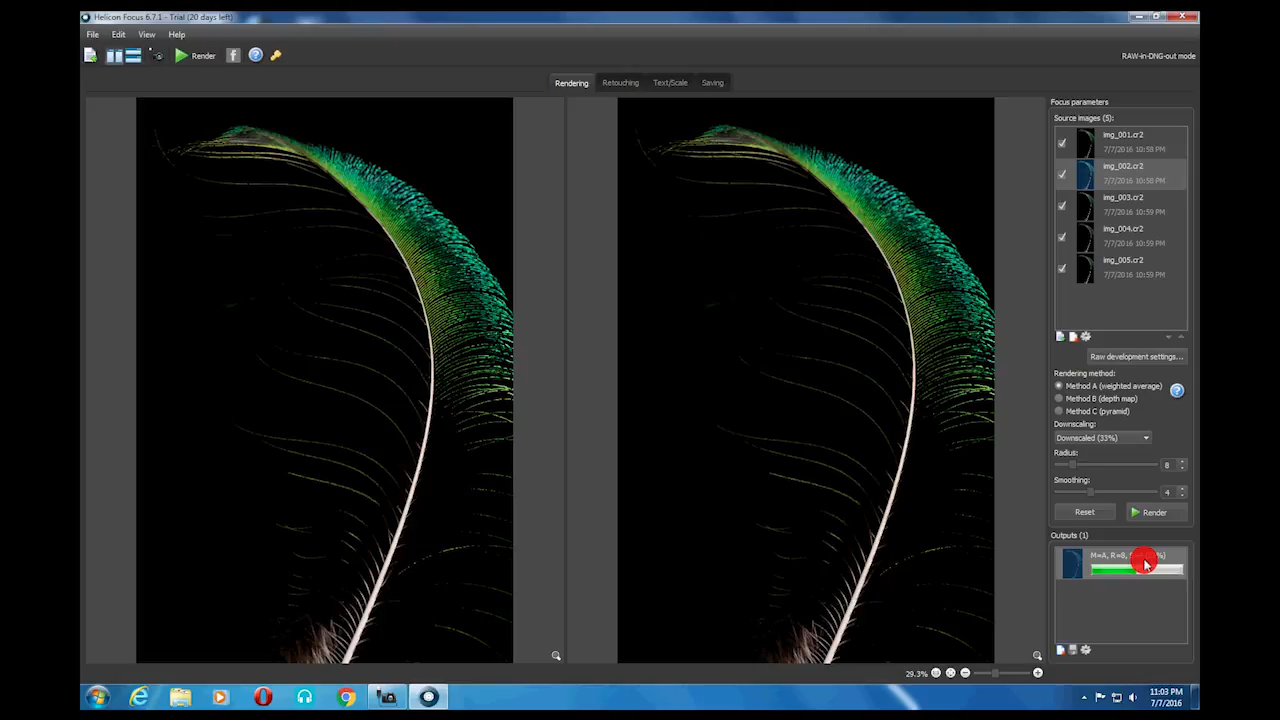 Helicon Focus 6.7.1 - Trial (20 days left)
File Edit View Help
Render
RAW-in-DNG-out mode
Rendering Retouching Text/Scale Saving
Focus parameters
Source images (5):
img_001.cr2
7/7/2016 10:58 PM
img_002.cr2
7/7/2016 10:58 PM
img_003.cr2
7/7/2016 10:59 PM
img_004.cr2
7/7/2016 10:59 PM
img_005.cr2
7/7/2016 10:59 PM
Raw development settings...
Rendering method:
Method A (weighted average)
Method B (depth map)
Method C (pyramid)
Downscaling:
Downscaled (33%)
Radius:
8
Smoothing:
4
Reset Render
Outputs (1)
M=A, R=8,
29.3%
11:03 PM
7/7/2016